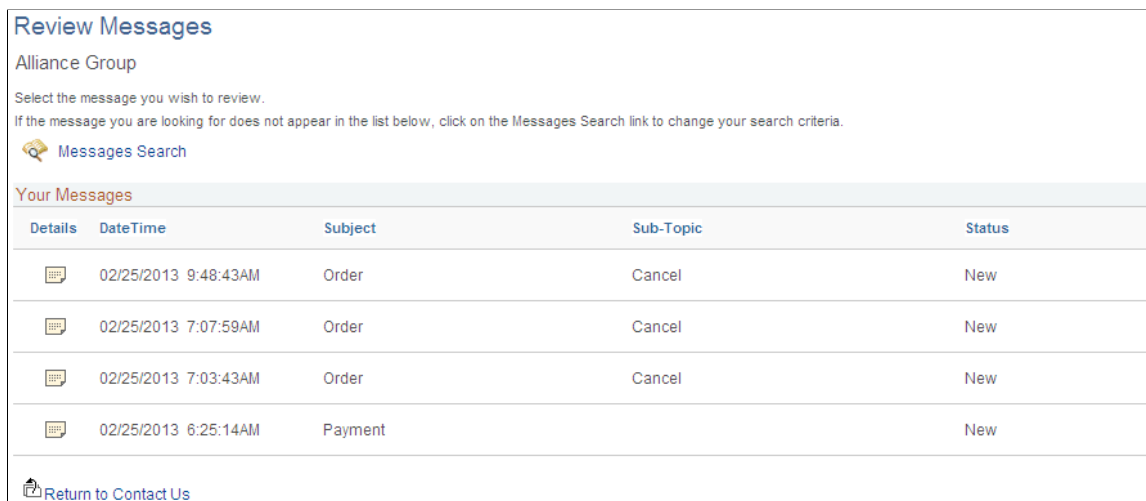 Review Messages
Alliance Group
Select the message you wish to review.
If the message you are looking for does not appear in the list below, click on the Messages Search link to change your search criteria.
Messages Search
Your Messages
Details DateTime Subject Sub-Topic Status
02/25/2013 9:48:43AM Order Cancel New
02/25/2013 7:07:59AM Order Cancel New
02/25/2013 7:03:43AM Order Cancel New
02/25/2013 6:25:14AM Payment New
Return to Contact Us